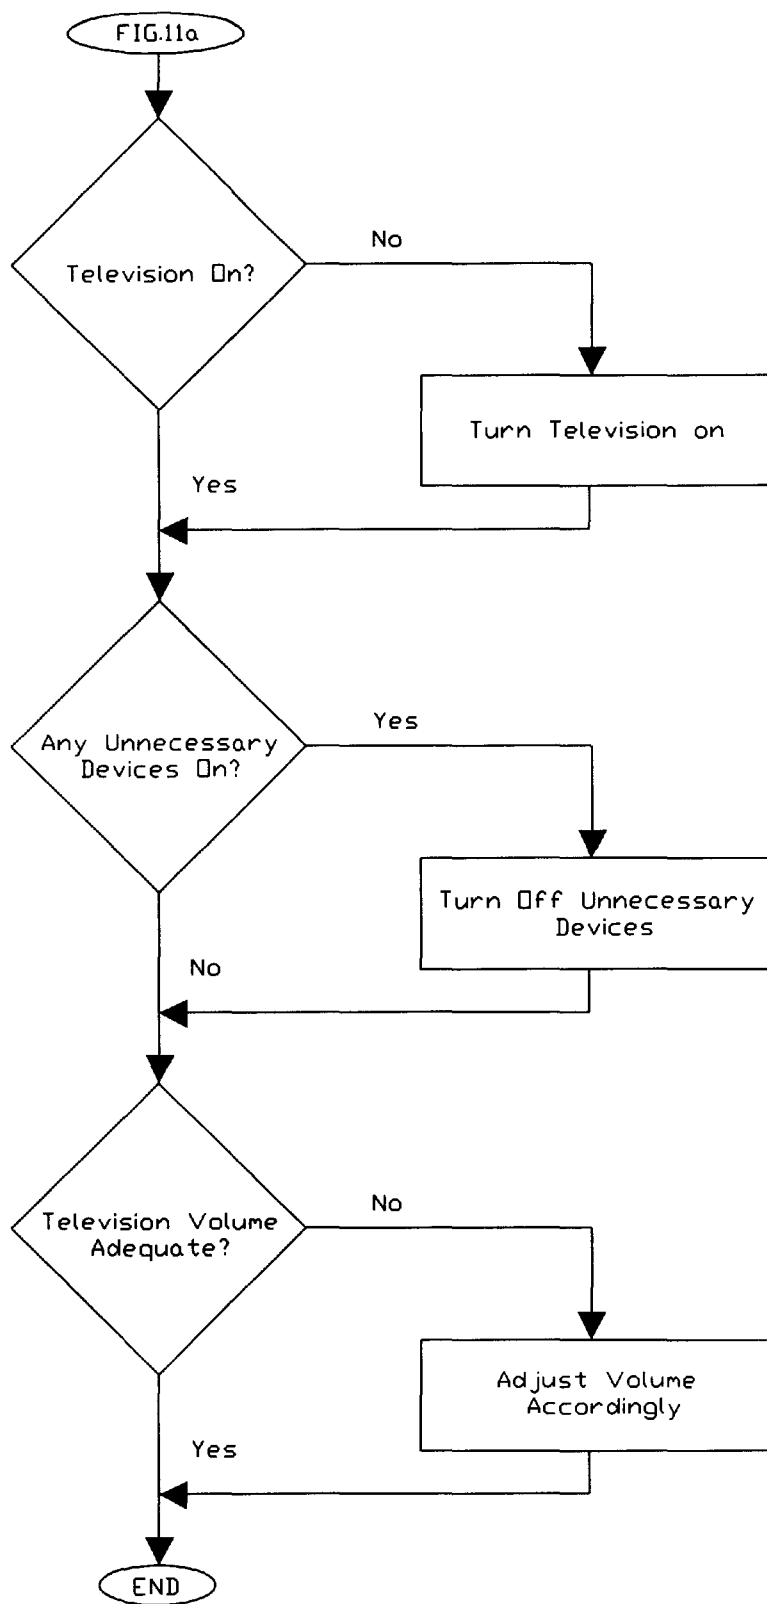 FIG.11a
Television On?
No
Turn Television on
Yes
Any Unnecessary
Devices On?
Yes
Turn Off Unnecessary
Devices
No
Television Volume
Adequate?
No
Adjust Volume
Accordingly
Yes
END